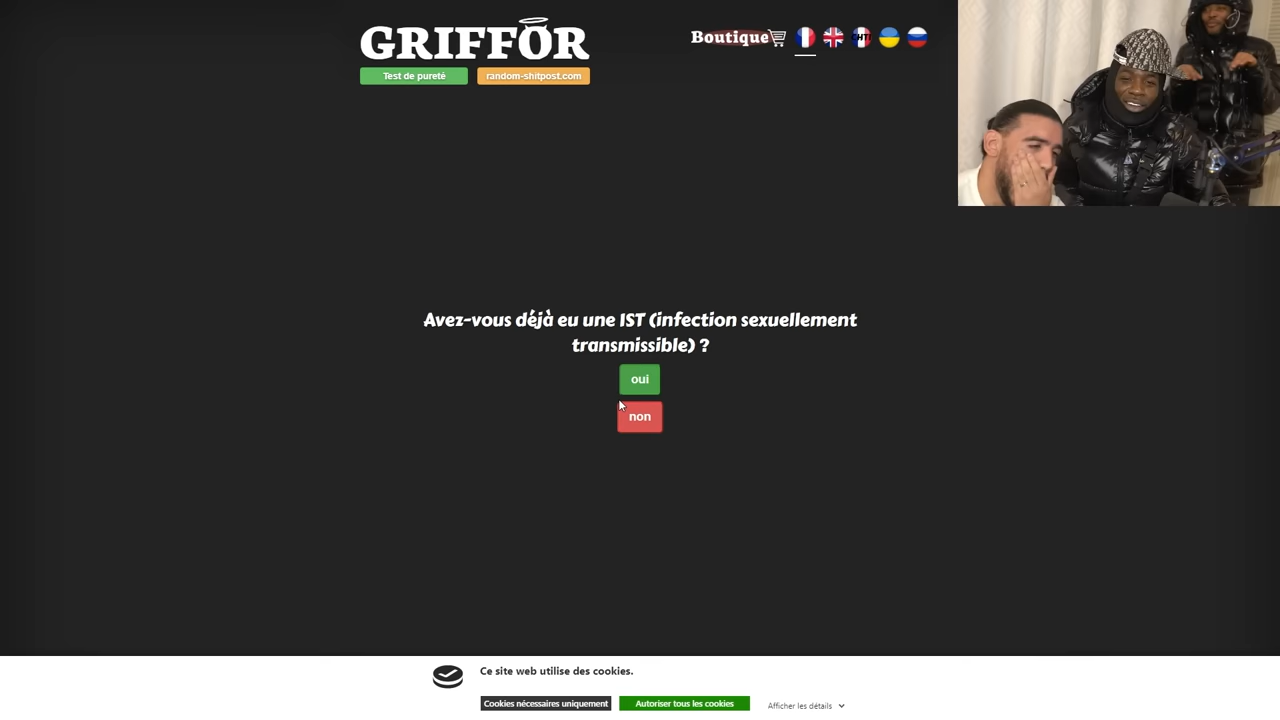 GRIFFOR
Boutique
CHTI
Test de pureté
random-shitpost.com
Avez-vous déjà eu une IST (infection sexuellement
transmissible) ?
oui
non
Ce site web utilise des cookies.
Cookies nécessaires uniquement
Autoriser tous les cookies
Afficher les détails